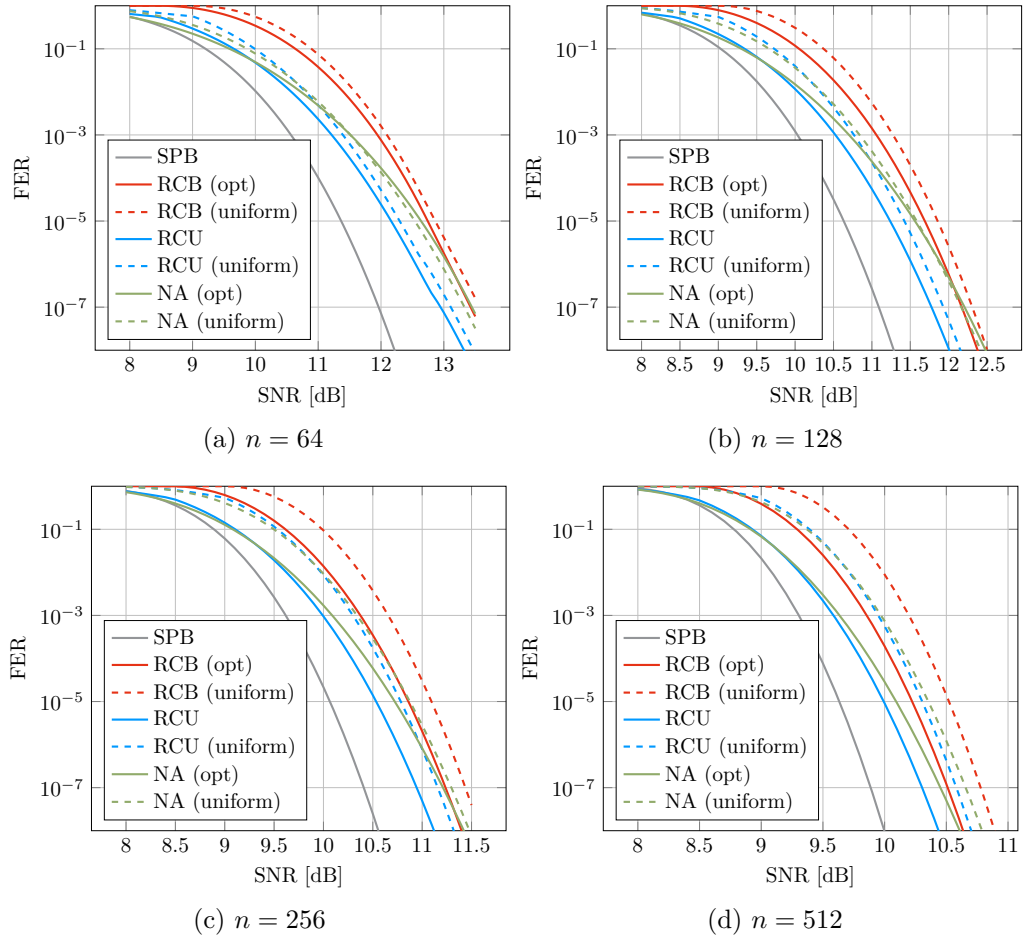 10−1
10−3
10−5
10−7
FER
SPB
RCB (opt)
RCB (uniform)
RCU
RCU (uniform)
NA (opt)
NA (uniform)
8 9 10 11 12 13
SNR [dB]
(a) n = 64
10−1
10−3
10−5
10−7
FER
SPB
RCB (opt)
RCB (uniform)
RCU
RCU (uniform)
NA (opt)
NA (uniform)
8 8.5 9 9.5 10 10.5 11 11.5 12 12.5
SNR [dB]
(b) n = 128
10−1
10−3
10−5
10−7
FER
SPB
RCB (opt)
RCB (uniform)
RCU
RCU (uniform)
NA (opt)
NA (uniform)
8 8.5 9 9.5 10 10.5 11 11.5
SNR [dB]
(c) n = 256
10−1
10−3
10−5
10−7
FER
SPB
RCB (opt)
RCB (uniform)
RCU
RCU (uniform)
NA (opt)
NA (uniform)
8 8.5 9 9.5 10 10.5 11
SNR [dB]
(d) n = 512